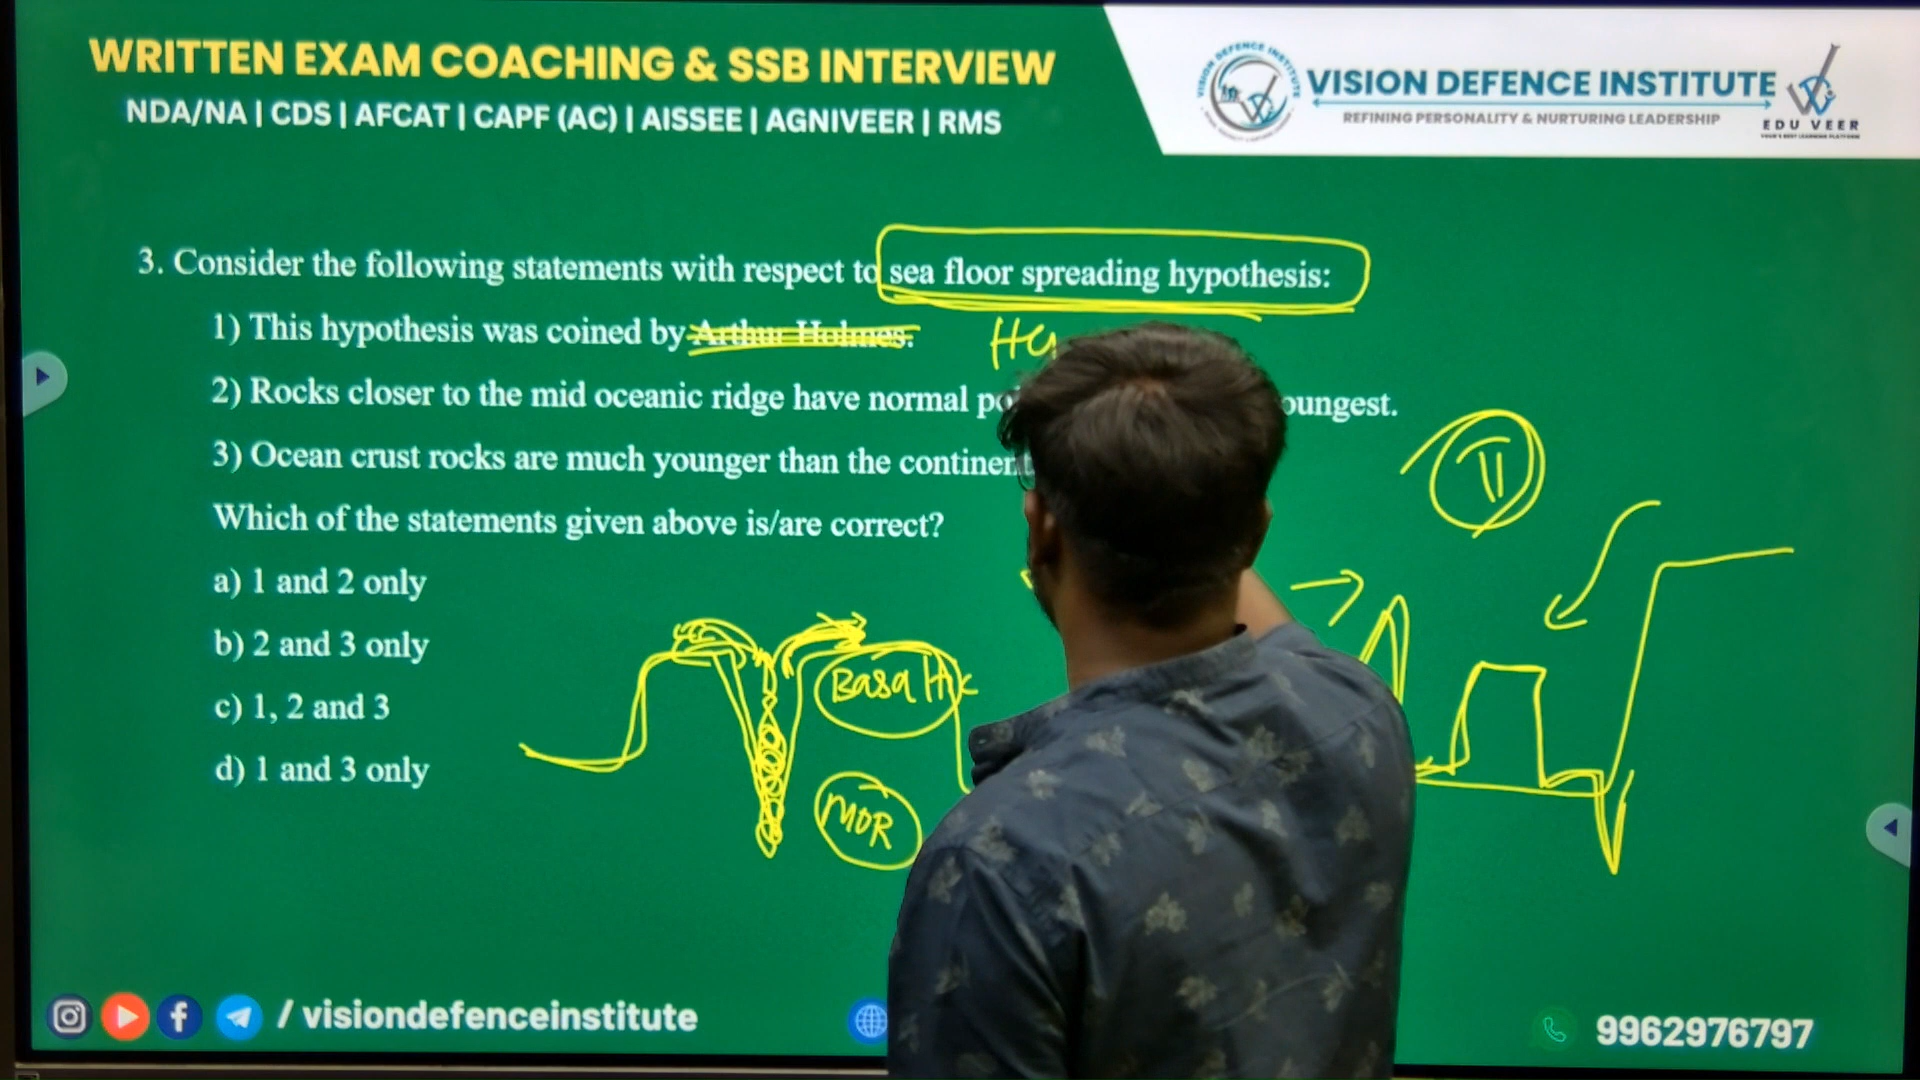 WRITTEN EXAM COACHING & SSB INTERVIEW
NDA/NA | CDS | AFCAT | CAPF (AC) | AISSEE | AGNIVEER | RMS
VISION DEFENCE INSTITUTE
REFINING PERSONALITY & NURTURING LEADERSHIP
EDU VEER
3. Consider the following statements with respect to sea floor spreading hypothesis:
1) This hypothesis was coined by Arthur Holmes.
2) Rocks closer to the mid oceanic ridge have normal
3) Ocean crust rocks are much younger than the
Which of the statements given above is/are correct?
a) 1 and 2 only
b) 2 and 3 only
c) 1, 2 and 3
d) 1 and 3 only
Basaltic
MOR
/ visiondefenceinstitute
9962976797